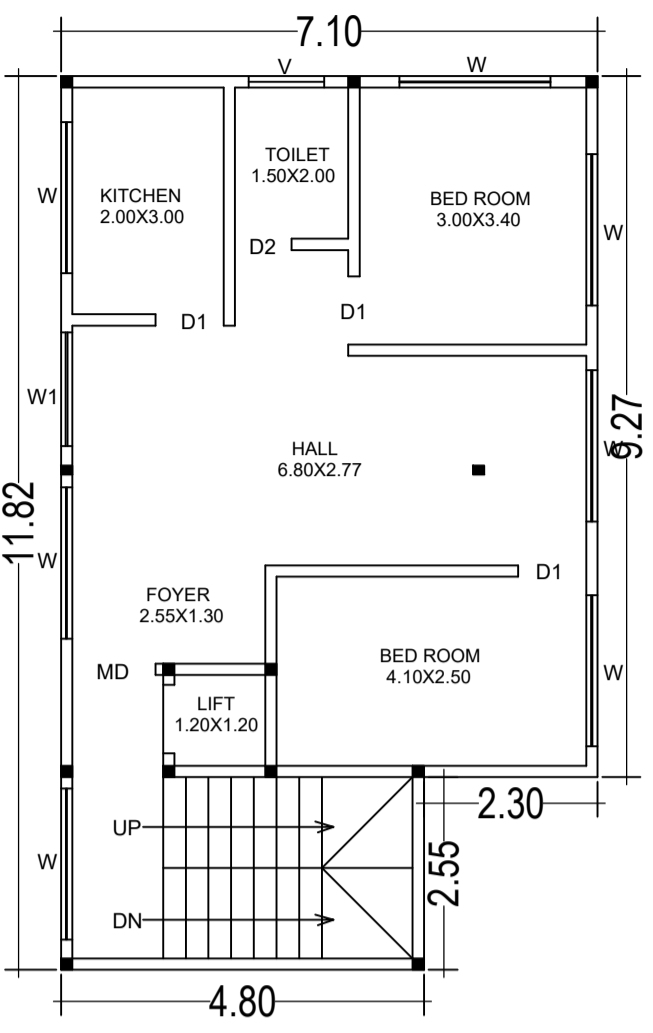 7.10
V
W
TOILET
1.50X2.00
KITCHEN
2.00X3.00
BED ROOM
3.00X3.40
W
W
D2
D1
D1
W1
9.27
W
HALL
6.80X2.77
11.82
W
D1
FOYER
2.55X1.30
BED ROOM
4.10X2.50
MD
W
LIFT
1.20X1.20
2.30
UP
W
2.55
DN
4.80